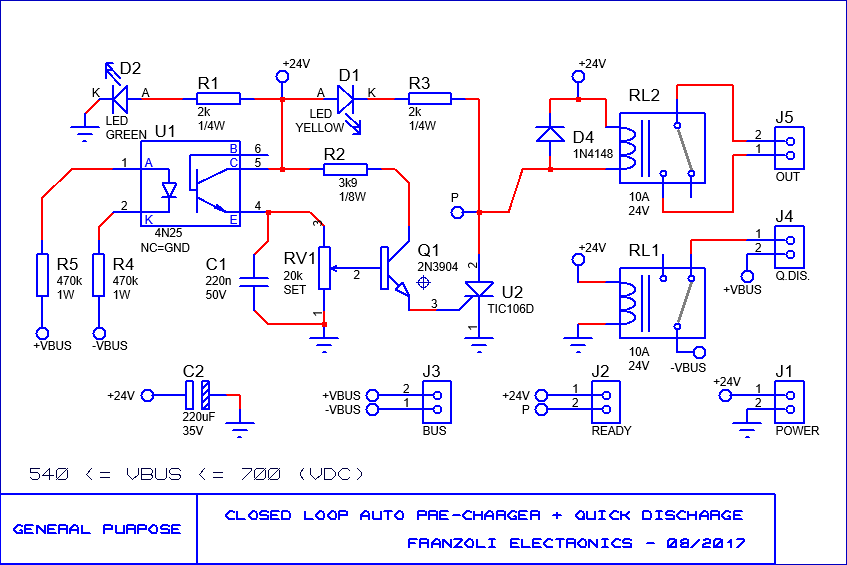 +24V
+24V
D2
K
A
LED
GREEN
R1
2k
1/4W
A
D1
K
LED
YELLOW
R3
2k
1/4W
D4
1N4148
RL2
10A
24V
J5
2
1
OUT
U1
1
A
2
K
B
6
C
5
E
4
4N25
NC=GND
R2
3k9
1/8W
P
R5
470k
1W
R4
470k
1W
+VBUS
-VBUS
C1
220n
50V
RV1
20k
SET
3
2
1
Q1
2N3904
3
2
U2
TIC106D
1
+24V
RL1
10A
24V
-VBUS
J4
1
2
+VBUS
Q.DIS.
+24V
C2
220uF
35V
+VBUS
-VBUS
2
1
J3
BUS
+24V
P
1
2
J2
READY
+24V
1
2
J1
POWER
540 <= VBUS <= 700 (VDC)
GENERAL PURPOSE
CLOSED LOOP AUTO PRE-CHARGER + QUICK DISCHARGE
FRANZOLI ELECTRONICS - 08/2017